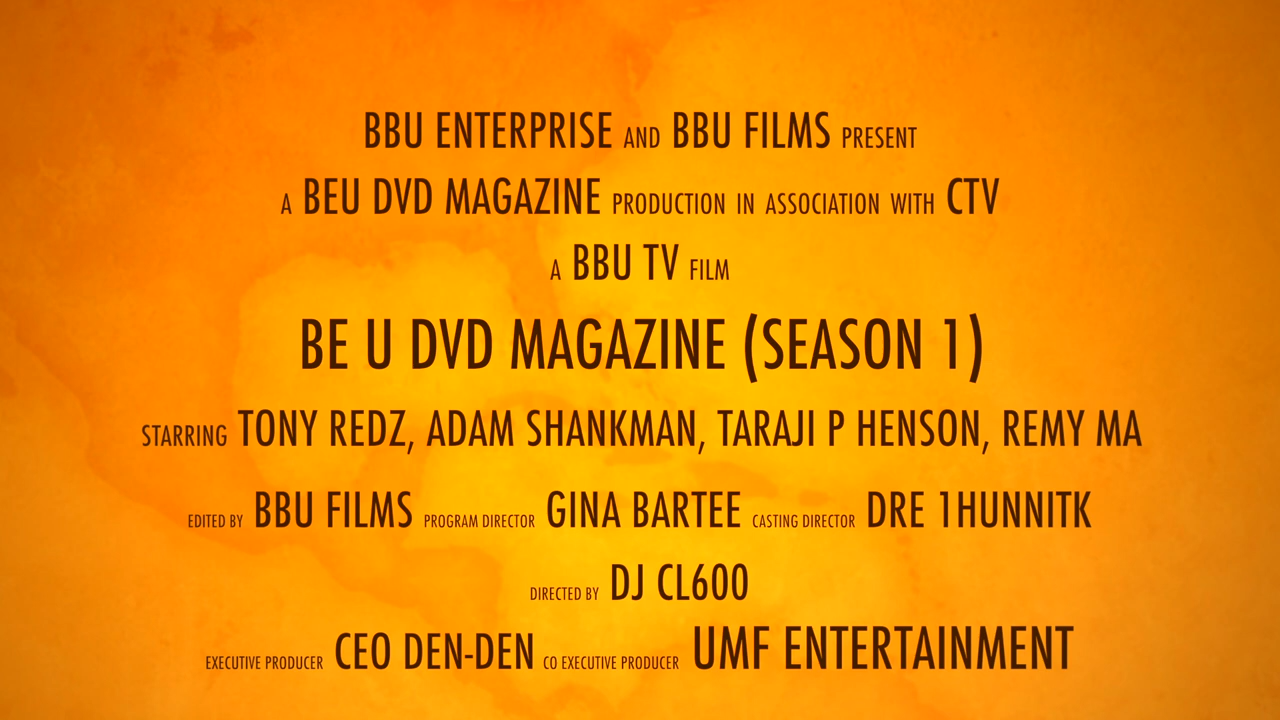 BBU ENTERPRISE AND BBU FILMS PRESENT
A BEU DVD MAGAZINE PRODUCTION IN ASSOCIATION WITH CTV
A BBU TV FILM
BE U DVD MAGAZINE (SEASON 1)
STARRING TONY REDZ, ADAM SHANKMAN, TARAJI P HENSON, REMY MA
EDITED BY BBU FILMS PROGRAM DIRECTOR GINA BARTEE CASTING DIRECTOR DRE 1HUNNITK
DIRECTED BY DJ CL600
EXECUTIVE PRODUCER CEO DEN-DEN CO EXECUTIVE PRODUCER UMF ENTERTAINMENT